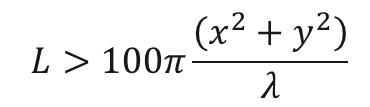 L > 100π (x² + y²) / λ